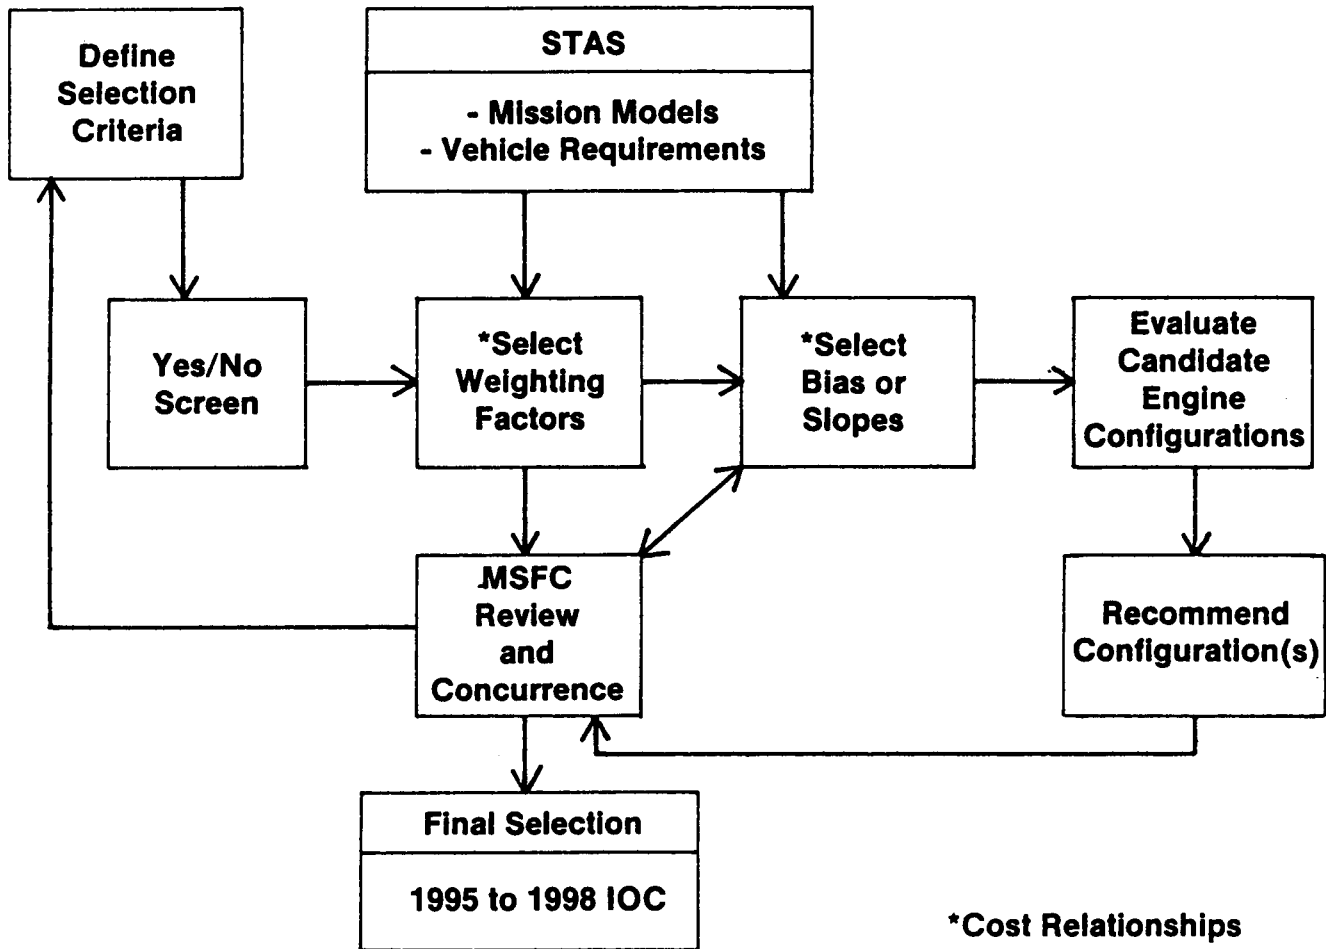 Define
Selection
Criteria
STAS
- Mission Models
- Vehicle Requirements
Yes/No
Screen
*Select
Weighting
Factors
*Select
Bias or
Slopes
Evaluate
Candidate
Engine
Configurations
MSFC
Review
and
Concurrence
Recommend
Configuration(s)
Final Selection
1995 to 1998 IOC
*Cost Relationships